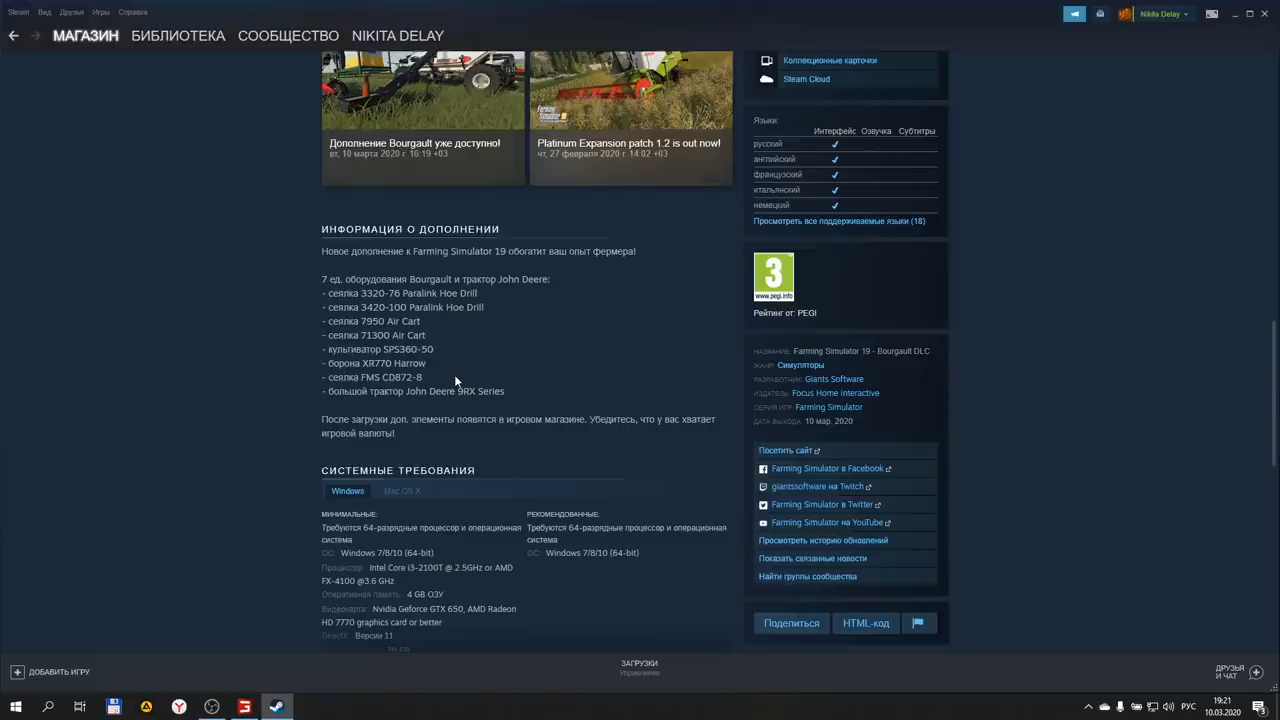 Steam Вид Друзья Игры Справка
Nikita Delay
МАГАЗИН БИБЛИОТЕКА СООБЩЕСТВО NIKITA DELAY
Farming Simulator
Дополнение Bourgault уже доступно!
вт, 10 марта 2020 г. 16:19 +03
Platinum Expansion patch 1.2 is out now!
чт, 27 февраля 2020 г. 14:02 +03
ИНФОРМАЦИЯ О ДОПОЛНЕНИИ
Новое дополнение к Farming Simulator 19 обогатит ваш опыт фермера!
7 ед. оборудования Bourgault и трактор John Deere:
- сеялка 3320-76 Paralink Hoe Drill
- сеялка 3420-100 Paralink Hoe Drill
- сеялка 7950 Air Cart
- сеялка 71300 Air Cart
- культиватор SPS360-50
- борона XR770 Harrow
- сеялка FMS CD872-8
- большой трактор John Deere 9RX Series
После загрузки доп. элементы появятся в игровом магазине. Убедитесь, что у вас хватает
игровой валюты!
СИСТЕМНЫЕ ТРЕБОВАНИЯ
Windows Mac OS X
МИНИМАЛЬНЫЕ:
Требуются 64-разрядные процессор и операционная
система
ОС: Windows 7/8/10 (64-bit)
Процессор: Intel Core i3-2100T @ 2.5GHz or AMD
FX-4100 @3.6 GHz
Оперативная память: 4 GB ОЗУ
Видеокарта: Nvidia Geforce GTX 650, AMD Radeon
HD 7770 graphics card or better
DirectX: Версии 11
20 GB
РЕКОМЕНДОВАННЫЕ:
Требуются 64-разрядные процессор и операционная
система
ОС: Windows 7/8/10 (64-bit)
Коллекционные карточки
Steam Cloud
Языки:
Интерфейс Озвучка Субтитры
русский ✔
английский ✔
французский ✔
итальянский ✔
немецкий ✔
Просмотреть все поддерживаемые языки (18)
3
www.pegi.info
Рейтинг от: PEGI
НАЗВАНИЕ: Farming Simulator 19 - Bourgault DLC
ЖАНР: Симуляторы
РАЗРАБОТЧИК: Giants Software
ИЗДАТЕЛЬ: Focus Home Interactive
СЕРИЯ ИГР: Farming Simulator
ДАТА ВЫХОДА: 10 мар. 2020
Посетить сайт
Farming Simulator в Facebook
giantssoftware на Twitch
Farming Simulator в Twitter
Farming Simulator на YouTube
Просмотреть историю обновлений
Показать связанные новости
Найти группы сообщества
Поделиться HTML-код
ДОБАВИТЬ ИГРУ
ЗАГРУЗКИ
Управление
ДРУЗЬЯ
И ЧАТ
РУС
19:21
10.03.2020